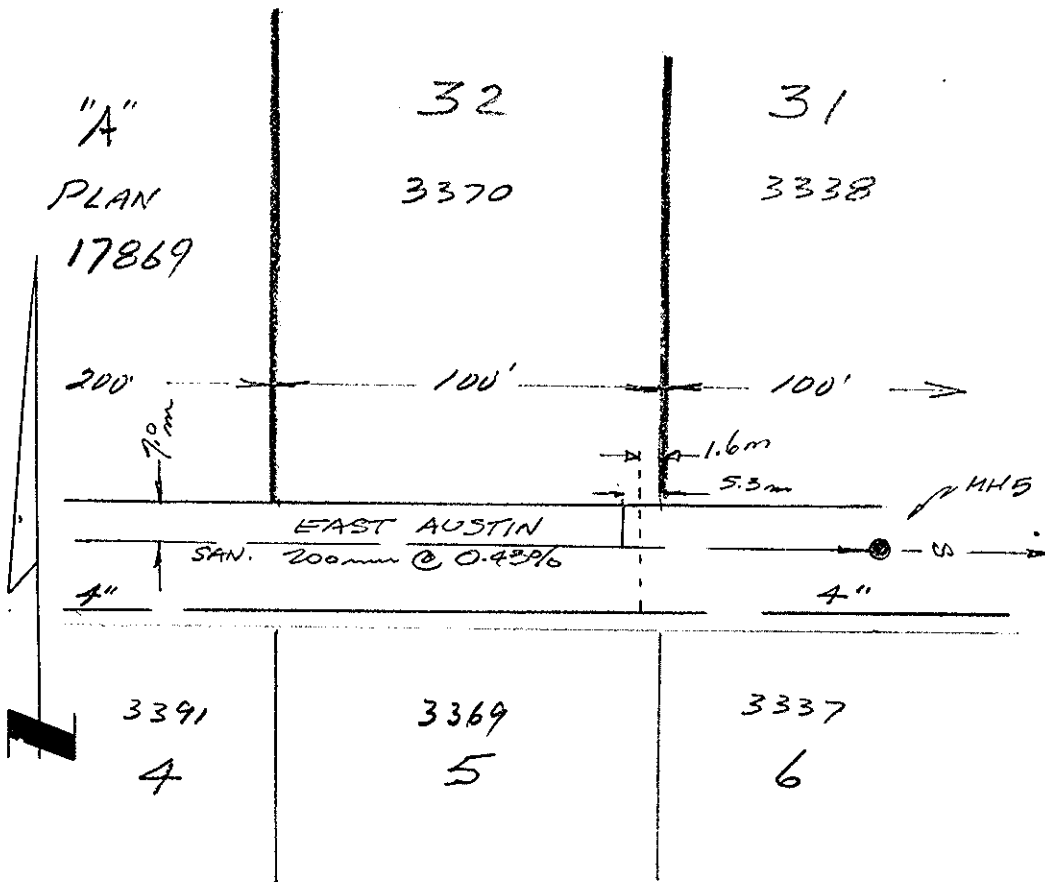 "A"
PLAN
17869
32
3370
31
3338
200'
100'
100'
7.0m
1.6m
5.3m
MH5
EAST AUSTIN
SAN. 200mm @ 0.43%
S
4"
4"
3391
4
3369
5
3337
6